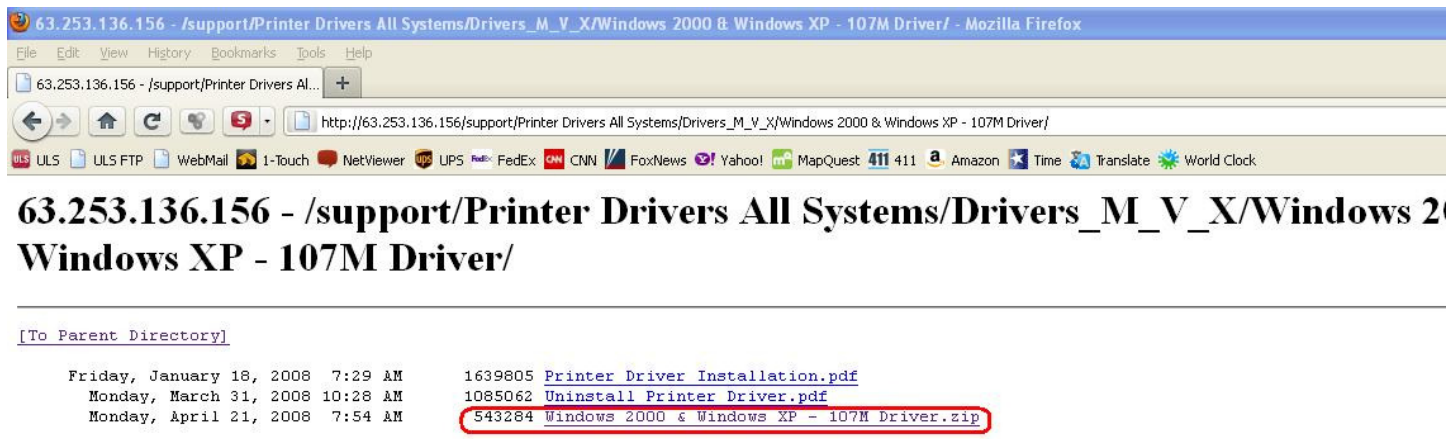 63.253.136.156 - /support/Printer Drivers All Systems/Drivers_M_V_X/Windows 2000 & Windows XP - 107M Driver/ - Mozilla Firefox
File Edit View History Bookmarks Tools Help
63.253.136.156 - /support/Printer Drivers Al... +
http://63.253.136.156/support/Printer Drivers All Systems/Drivers_M_V_X/Windows 2000 & Windows XP - 107M Driver/
ULS ULS FTP WebMail 1-Touch NetViewer UPS FedEx CNN FoxNews Yahoo! MapQuest 411 411 Amazon Time Translate World Clock
63.253.136.156 - /support/Printer Drivers All Systems/Drivers_M_V_X/Windows 2
Windows XP - 107M Driver/
[To Parent Directory]
Friday, January 18, 2008 7:29 AM 1639805 Printer Driver Installation.pdf
Monday, March 31, 2008 10:28 AM 1085062 Uninstall Printer Driver.pdf
Monday, April 21, 2008 7:54 AM 543284 Windows 2000 & Windows XP - 107M Driver.zip